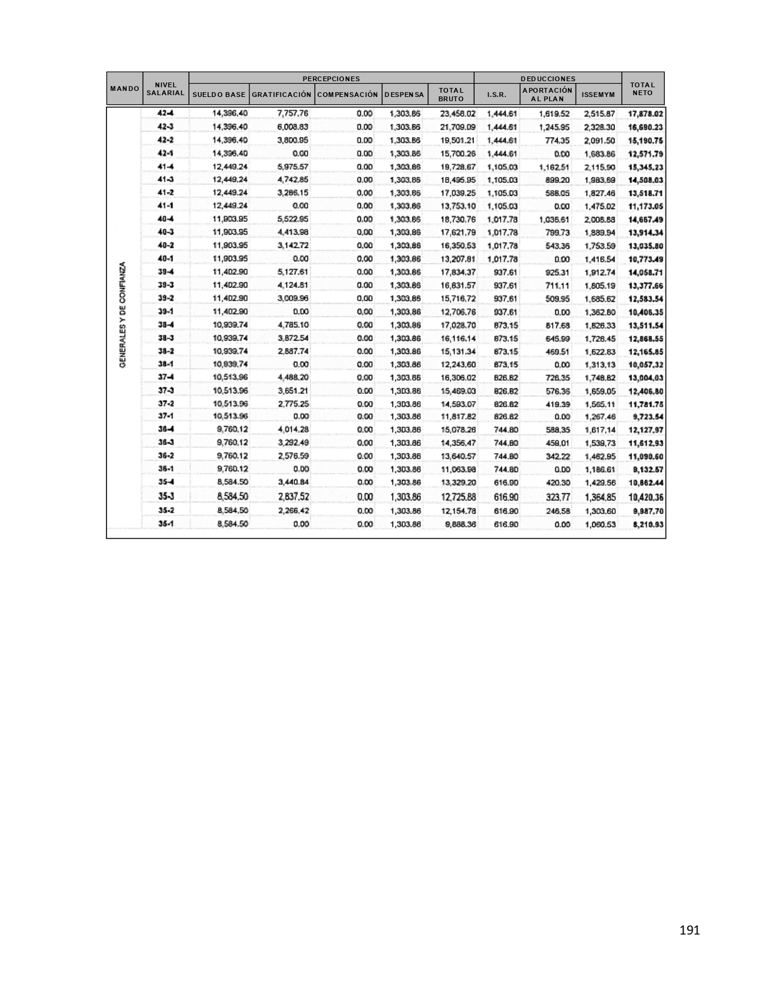 PERCEPCIONES DEDUCCIONES
MANDO NIVEL SALARIAL SUELDO BASE GRATIFICACIÓN COMPENSACIÓN DESPENSA TOTAL BRUTO I.S.R. APORTACIÓN AL PLAN ISSEMYM TOTAL NETO
GENERALES Y DE CONFIANZA
42-4 14,396.40 7,757.76 0.00 1,303.86 23,458.02 1,444.61 1,619.52 2,515.87 17,878.02
42-3 14,396.40 6,008.83 0.00 1,303.86 21,709.09 1,444.61 1,245.95 2,328.30 16,690.23
42-2 14,396.40 3,800.95 0.00 1,303.86 19,501.21 1,444.61 774.35 2,091.50 15,190.75
42-1 14,396.40 0.00 0.00 1,303.86 15,700.26 1,444.61 0.00 1,683.86 12,571.79
41-4 12,449.24 5,975.57 0.00 1,303.86 19,728.67 1,105.03 1,162.51 2,115.90 15,345.23
41-3 12,449.24 4,742.85 0.00 1,303.86 18,495.95 1,105.03 899.20 1,983.69 14,508.03
41-2 12,449.24 3,286.15 0.00 1,303.86 17,039.25 1,105.03 588.05 1,827.46 13,518.71
41-1 12,449.24 0.00 0.00 1,303.86 13,753.10 1,105.03 0.00 1,475.02 11,173.05
40-4 11,903.95 5,522.95 0.00 1,303.86 18,730.76 1,017.78 1,036.61 2,008.88 14,667.49
40-3 11,903.95 4,413.98 0.00 1,303.86 17,621.79 1,017.78 799.73 1,889.94 13,914.34
40-2 11,903.95 3,142.72 0.00 1,303.86 16,350.53 1,017.78 543.36 1,753.59 13,035.80
40-1 11,903.95 0.00 0.00 1,303.86 13,207.81 1,017.78 0.00 1,416.54 10,773.49
39-4 11,402.90 5,127.61 0.00 1,303.86 17,834.37 937.61 925.31 1,912.74 14,058.71
39-3 11,402.90 4,124.81 0.00 1,303.86 16,831.57 937.61 711.11 1,805.19 13,377.66
39-2 11,402.90 3,009.96 0.00 1,303.86 15,716.72 937.61 509.95 1,685.62 12,583.54
39-1 11,402.90 0.00 0.00 1,303.86 12,706.76 937.61 0.00 1,362.80 10,406.35
38-4 10,939.74 4,785.10 0.00 1,303.86 17,028.70 873.15 817.68 1,826.33 13,511.54
38-3 10,939.74 3,872.54 0.00 1,303.86 16,116.14 873.15 645.99 1,728.45 12,868.55
38-2 10,939.74 2,887.74 0.00 1,303.86 15,131.34 873.15 469.51 1,622.83 12,165.85
38-1 10,939.74 0.00 0.00 1,303.86 12,243.60 873.15 0.00 1,313.13 10,057.32
37-4 10,513.96 4,488.20 0.00 1,303.86 16,306.02 826.82 726.35 1,748.82 13,004.03
37-3 10,513.96 3,651.21 0.00 1,303.86 15,469.03 826.82 576.36 1,659.05 12,406.80
37-2 10,513.96 2,775.25 0.00 1,303.86 14,593.07 826.82 419.39 1,565.11 11,781.75
37-1 10,513.96 0.00 0.00 1,303.86 11,817.82 826.82 0.00 1,267.46 9,723.54
36-4 9,760.12 4,014.28 0.00 1,303.86 15,078.26 744.80 588.35 1,617.14 12,127.97
36-3 9,760.12 3,292.49 0.00 1,303.86 14,356.47 744.80 459.01 1,539.73 11,612.93
36-2 9,760.12 2,576.59 0.00 1,303.86 13,640.57 744.80 342.22 1,462.95 11,090.60
36-1 9,760.12 0.00 0.00 1,303.86 11,063.98 744.80 0.00 1,186.61 9,132.57
35-4 8,584.50 3,440.84 0.00 1,303.86 13,329.20 616.90 420.30 1,429.56 10,862.44
35-3 8,584.50 2,837.52 0.00 1,303.86 12,725.88 616.90 323.77 1,364.85 10,420.36
35-2 8,584.50 2,266.42 0.00 1,303.86 12,154.78 616.90 246.58 1,303.60 9,987.70
35-1 8,584.50 0.00 0.00 1,303.86 9,888.36 616.90 0.00 1,060.53 8,210.93
191